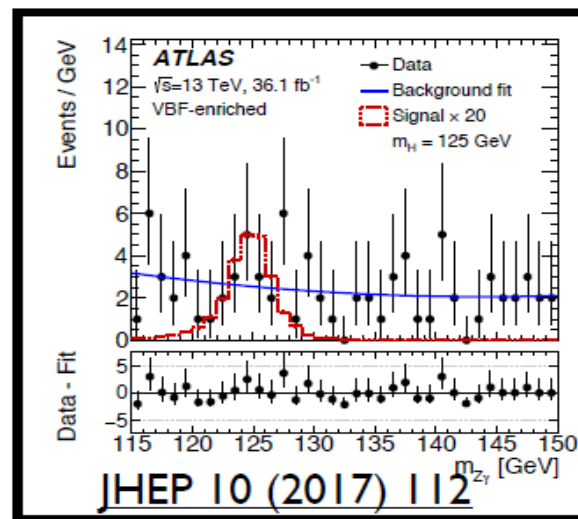 Events / GeV
14
12
10
8
6
4
2
0
ATLAS
√s=13 TeV, 36.1 fb⁻¹
VBF-enriched
Data
Background fit
Signal × 20
m_H = 125 GeV
Data - Fit
5
0
−5
115 120 125 130 135 140 145 150
m_Zγ [GeV]
JHEP 10 (2017) 112